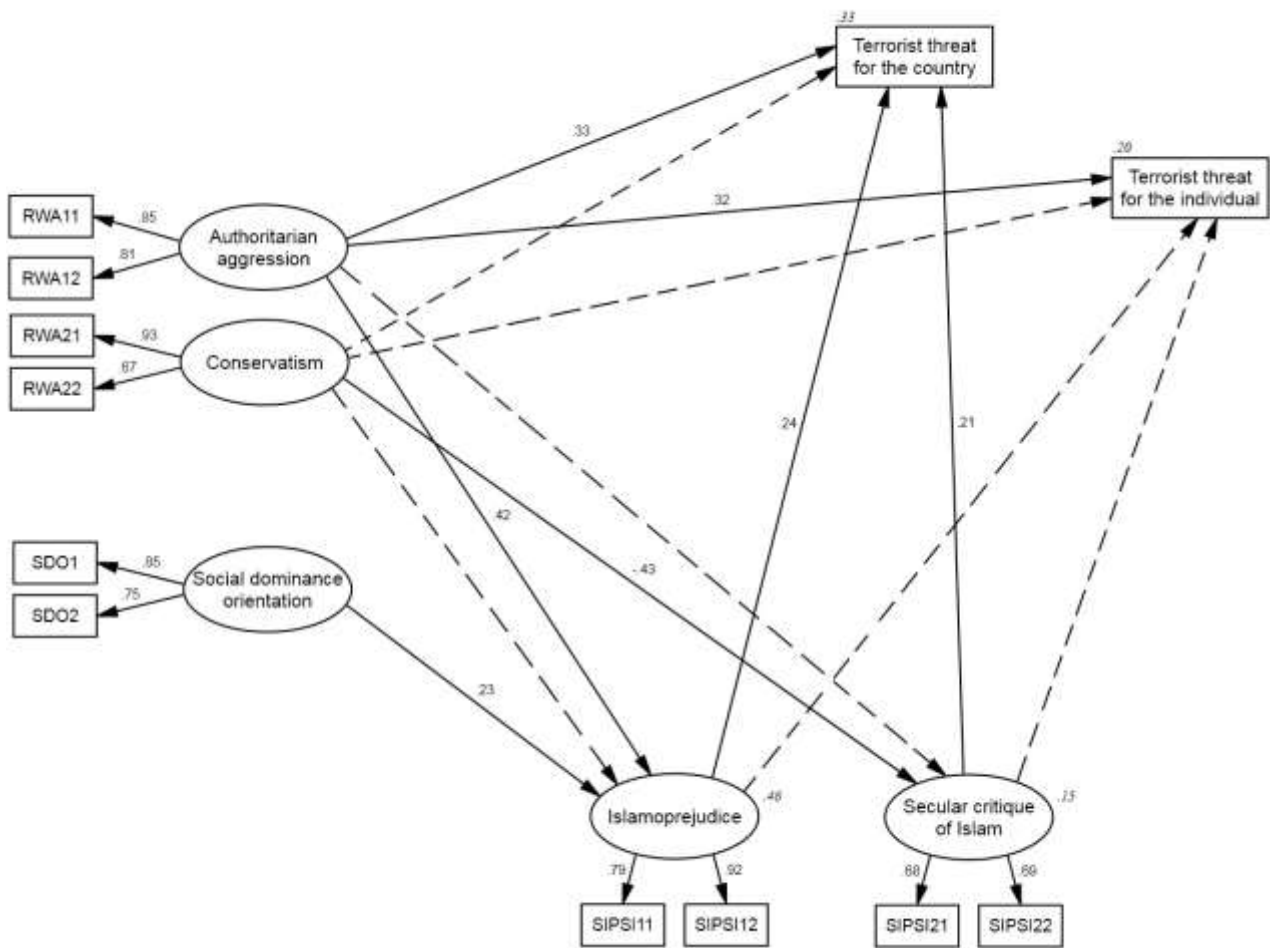 .33
Terrorist threat
for the country
.33
.20
Terrorist threat
for the individual
.32
RWA11
.85
Authoritarian
aggression
RWA12
.81
RWA21
.93
Conservatism
RWA22
.67
.24
.21
.42
-.43
SDO1
.85
Social dominance
orientation
SDO2
.75
.23
Islamoprejudice
.48
Secular critique
of Islam
.15
.79
.92
.68
.69
SIPSI11
SIPSI12
SIPSI21
SIPSI22